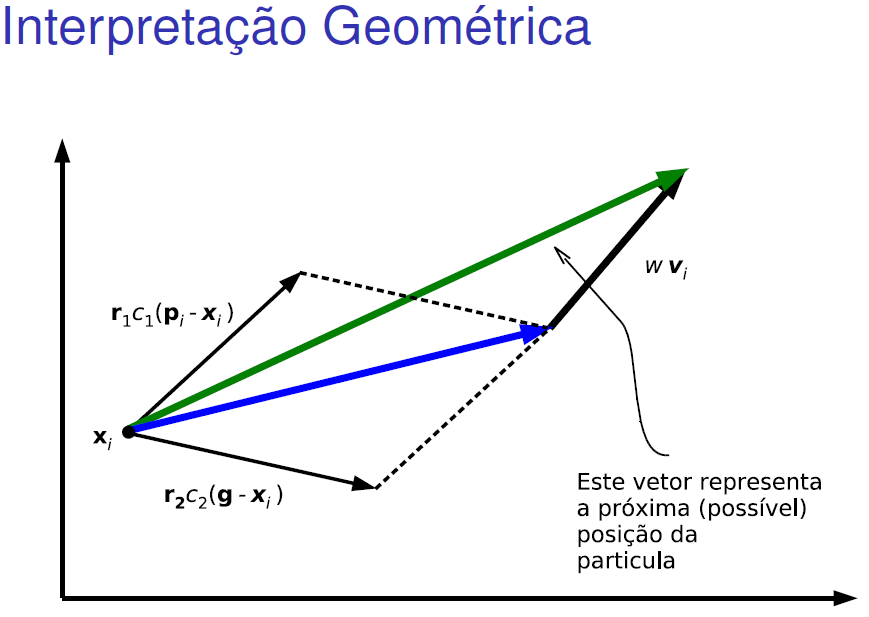 Interpretação Geométrica
w vᵢ
r₁c₁(pᵢ - xᵢ)
xᵢ
r₂c₂(g - xᵢ)
Este vetor representa
a próxima (possível)
posição da
particula